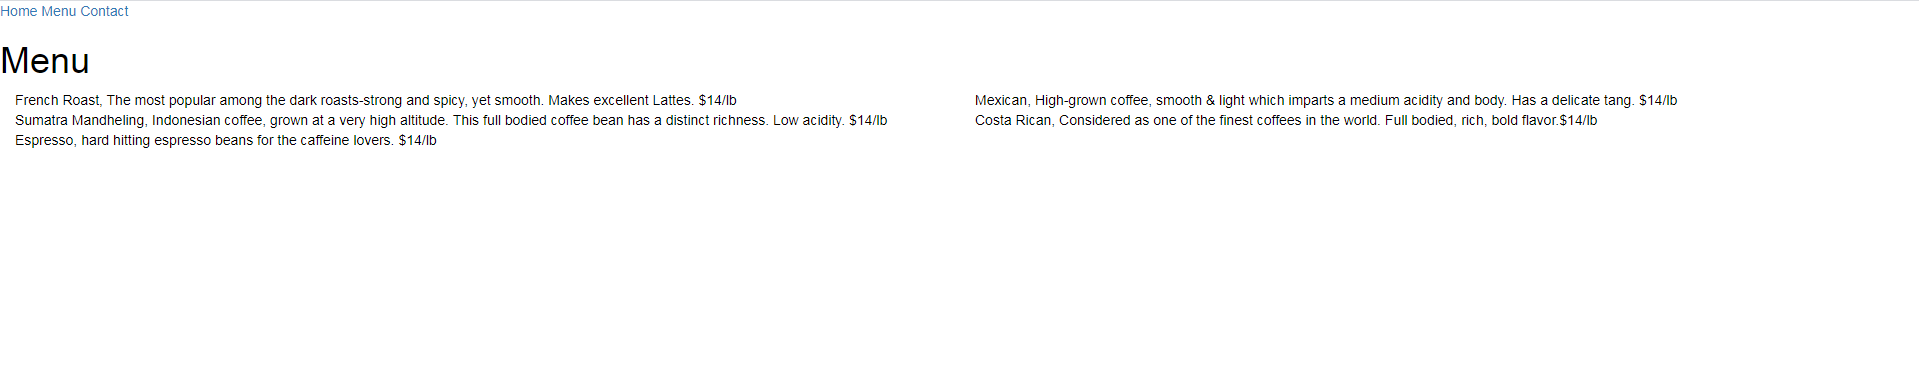 Home Menu Contact
Menu
French Roast, The most popular among the dark roasts-strong and spicy, yet smooth. Makes excellent Lattes. $14/lb
Mexican, High-grown coffee, smooth & light which imparts a medium acidity and body. Has a delicate tang. $14/lb
Sumatra Mandheling, Indonesian coffee, grown at a very high altitude. This full bodied coffee bean has a distinct richness. Low acidity. $14/lb
Costa Rican, Considered as one of the finest coffees in the world. Full bodied, rich, bold flavor.$14/lb
Espresso, hard hitting espresso beans for the caffeine lovers. $14/lb